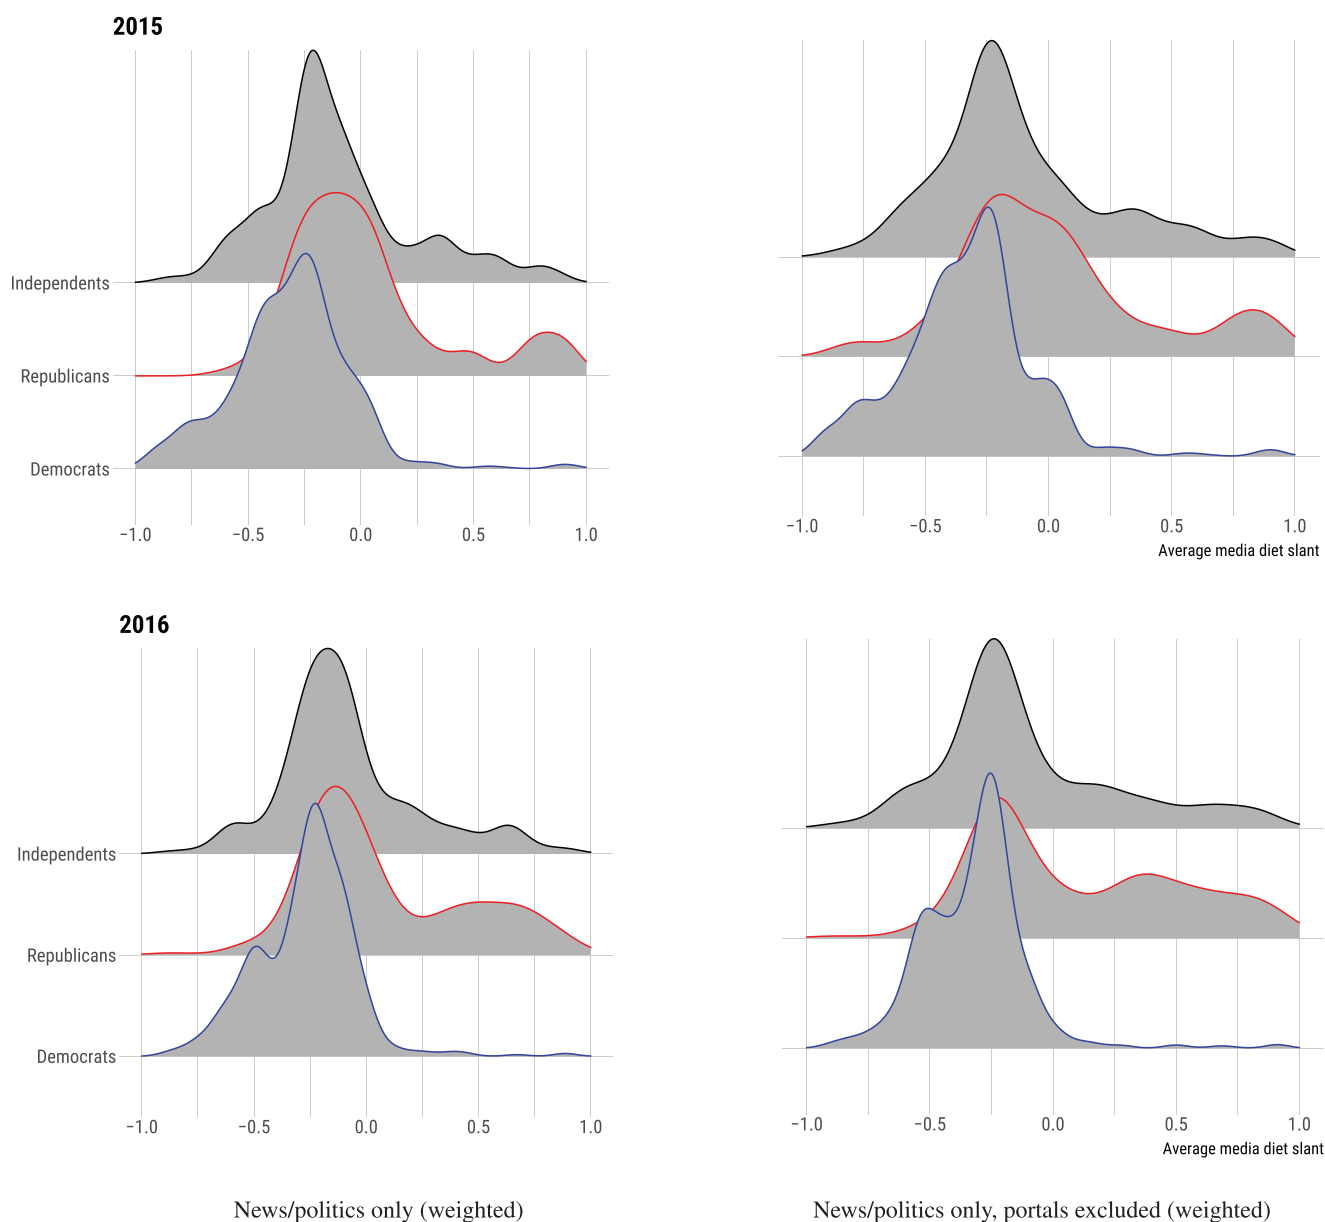 2015
Independents
Republicans
Democrats
−1.0 −0.5 0.0 0.5 1.0
−1.0 −0.5 0.0 0.5 1.0
Average media diet slant
2016
Independents
Republicans
Democrats
−1.0 −0.5 0.0 0.5 1.0
−1.0 −0.5 0.0 0.5 1.0
Average media diet slant
News/politics only (weighted)
News/politics only, portals excluded (weighted)